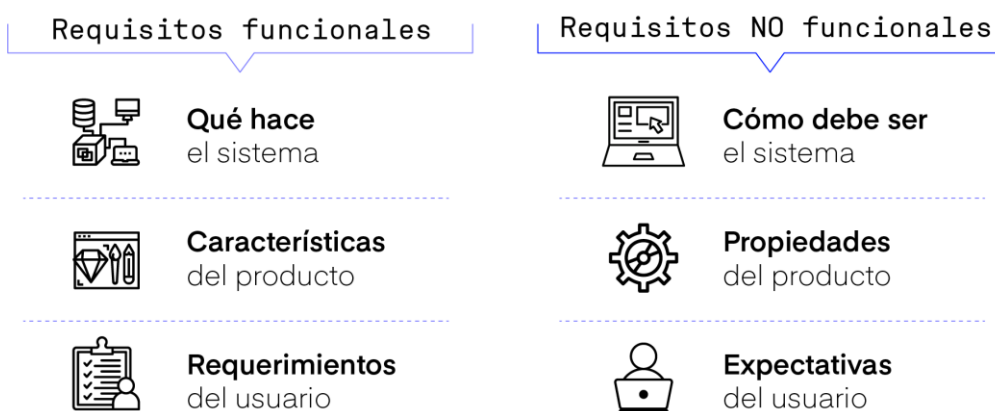 Requisitos funcionales
Qué hace
el sistema
Características
del producto
Requerimientos
del usuario
Requisitos NO funcionales
Cómo debe ser
el sistema
Propiedades
del producto
Expectativas
del usuario